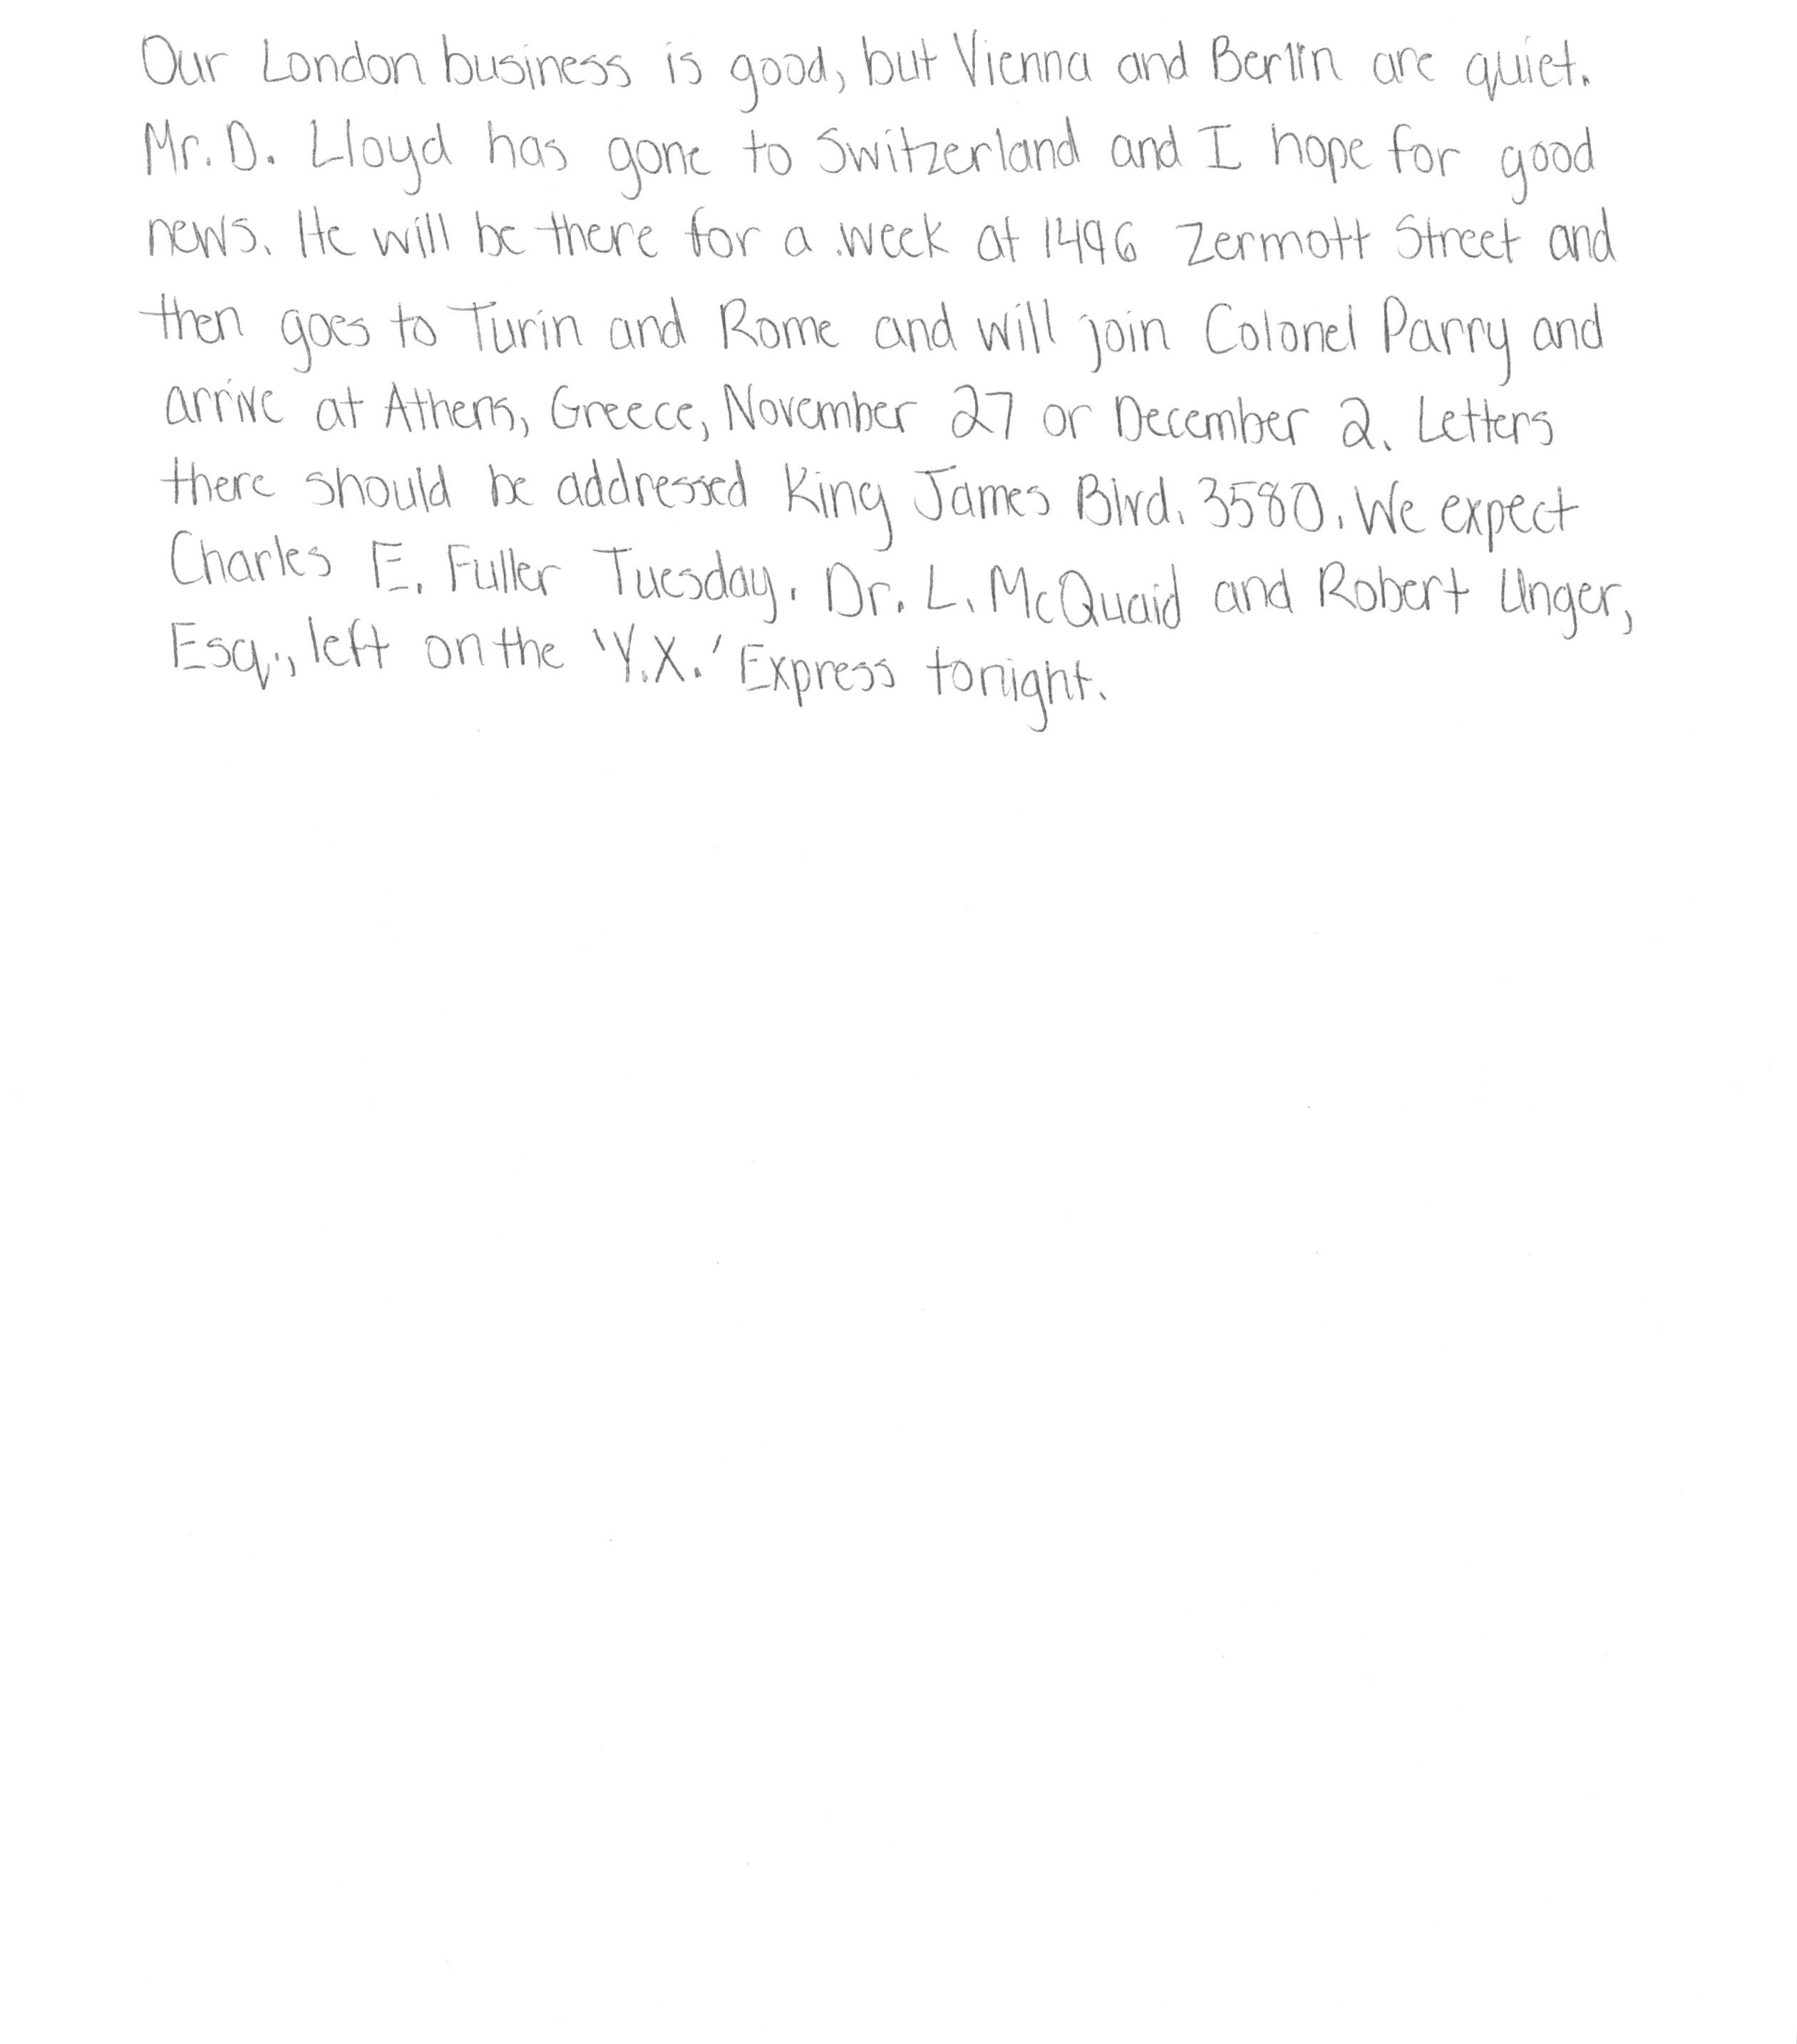 Our London business is good, but Vienna and Berlin are quiet.
Mr. D. Lloyd has gone to Switzerland and I hope for good
news. He will be there for a week at 1496 Zermott Street and
then goes to Turin and Rome and will join Colonel Parry and
arrive at Athens, Greece, November 27 or December 2. Letters
there should be addressed King James Blvd. 3580. We expect
Charles E. Fuller Tuesday. Dr. L. McQuaid and Robert Unger,
Esq., left on the 'Y.X.' Express tonight.